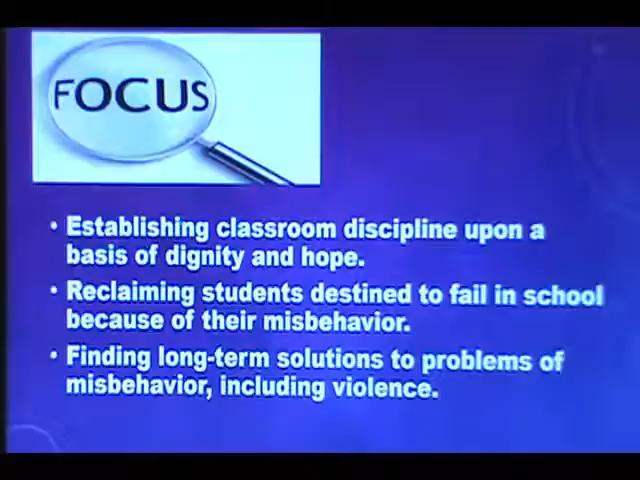 FOCUS
• Establishing classroom discipline upon a
basis of dignity and hope.
• Reclaiming students destined to fail in school
because of their misbehavior.
• Finding long-term solutions to problems of
misbehavior, including violence.